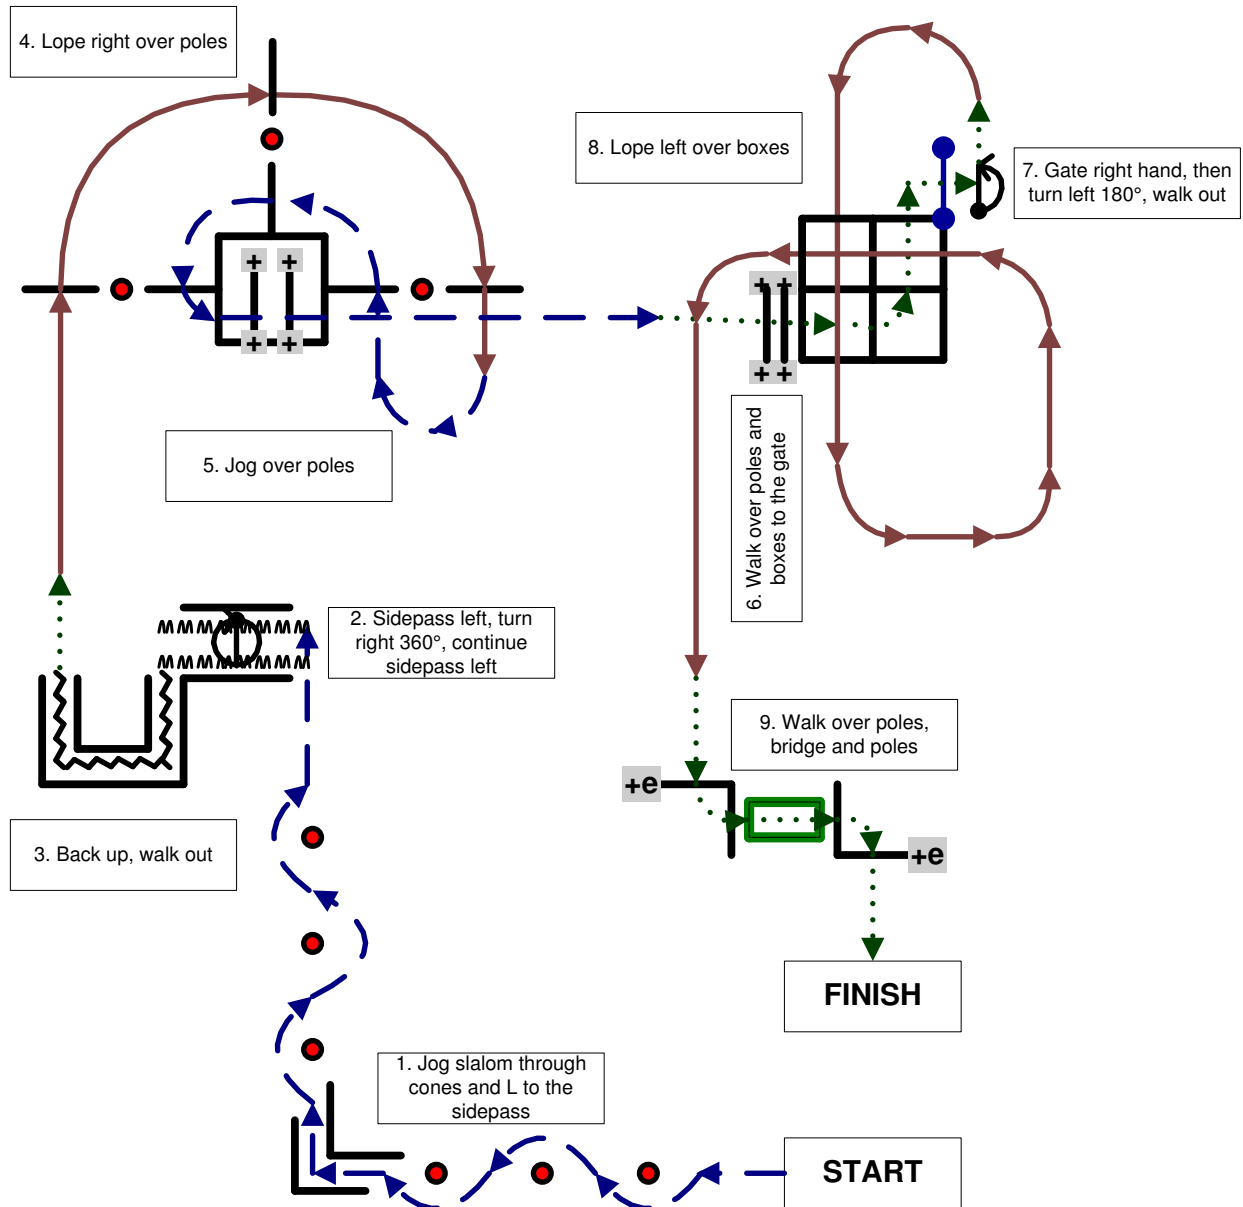 4. Lope right over poles
8. Lope left over boxes
7. Gate right hand, then
turn left 180°, walk out
+ +
+ +
+ +
+ +
5. Jog over poles
6. Walk over poles and
boxes to the gate
2. Sidepass left, turn
right 360°, continue
sidepass left
9. Walk over poles,
bridge and poles
+e
3. Back up, walk out
+e
FINISH
1. Jog slalom through
cones and L to the
sidepass
START